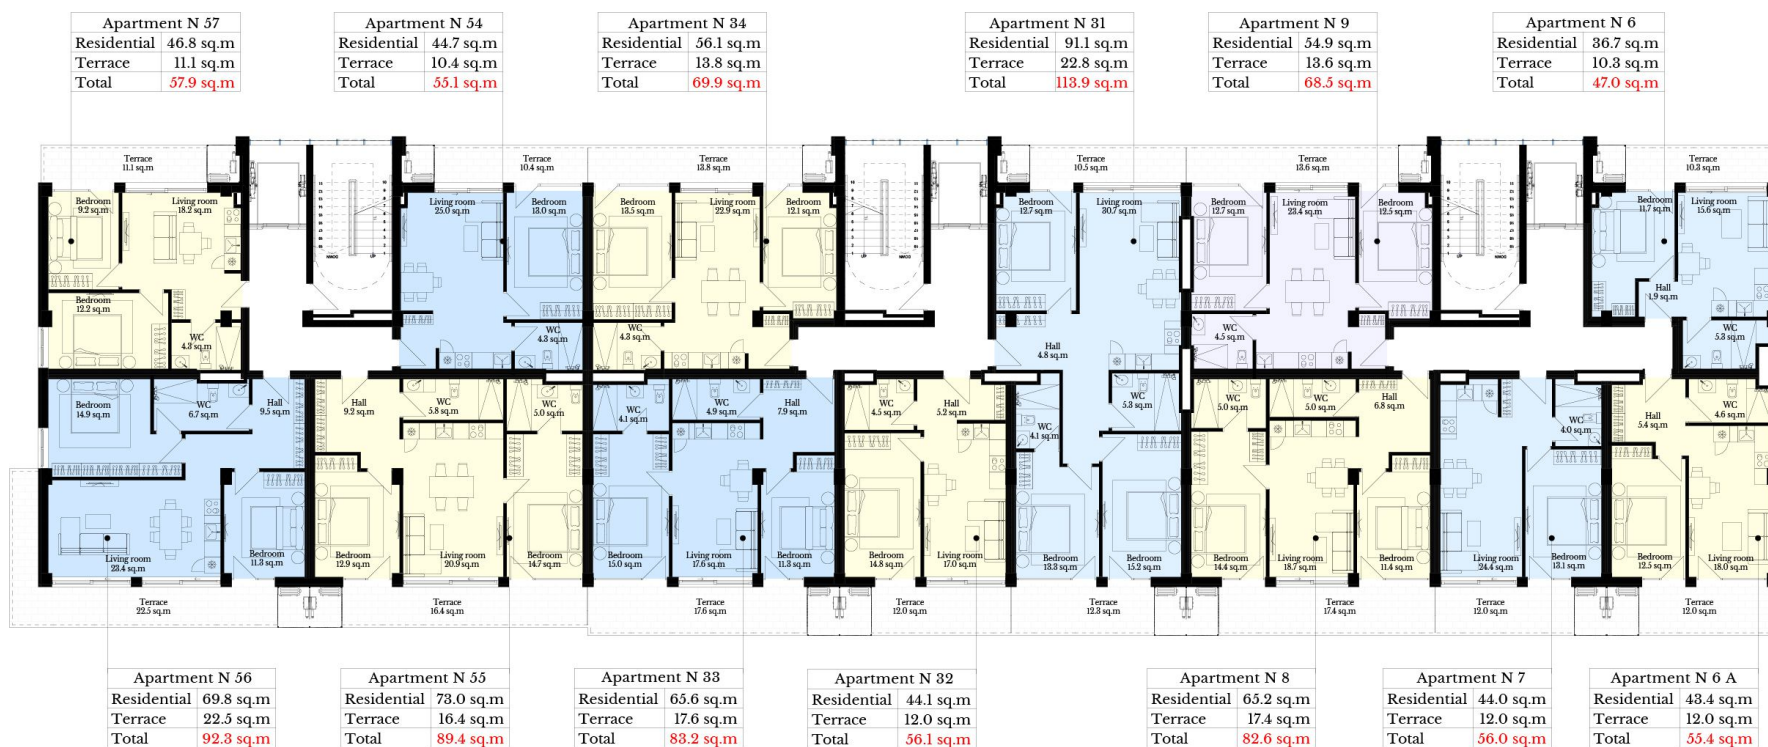 Apartment N 57
Residential 46.8 sq.m
Terrace 11.1 sq.m
Total 57.9 sq.m
Apartment N 54
Residential 44.7 sq.m
Terrace 10.4 sq.m
Total 55.1 sq.m
Apartment N 34
Residential 56.1 sq.m
Terrace 13.8 sq.m
Total 69.9 sq.m
Apartment N 31
Residential 91.1 sq.m
Terrace 22.8 sq.m
Total 113.9 sq.m
Apartment N 9
Residential 54.9 sq.m
Terrace 13.6 sq.m
Total 68.5 sq.m
Apartment N 6
Residential 36.7 sq.m
Terrace 10.3 sq.m
Total 47.0 sq.m
Terrace
11.1 sq.m
Bedroom
9.2 sq.m
Living room
18.2 sq.m
Bedroom
12.2 sq.m
WC
4.3 sq.m
Terrace
10.4 sq.m
Living room
25.0 sq.m
Bedroom
13.0 sq.m
WC
4.3 sq.m
Terrace
13.8 sq.m
Bedroom
13.5 sq.m
Living room
22.9 sq.m
Bedroom
12.1 sq.m
WC
4.3 sq.m
Terrace
10.5 sq.m
Bedroom
12.7 sq.m
Living room
30.7 sq.m
Hall
4.8 sq.m
WC
5.3 sq.m
WC
4.1 sq.m
Bedroom
13.3 sq.m
Bedroom
15.2 sq.m
Terrace
12.3 sq.m
Terrace
13.6 sq.m
Bedroom
12.7 sq.m
Living room
23.4 sq.m
Bedroom
12.5 sq.m
WC
4.5 sq.m
Terrace
10.3 sq.m
Bedroom
11.7 sq.m
Living room
15.6 sq.m
Hall
1.9 sq.m
WC
5.3 sq.m
14.9 sq.m
WC
6.7 sq.m
Hall
9.5 sq.m
Living room
23.4 sq.m
Bedroom
11.3 sq.m
Terrace
22.5 sq.m
Hall
9.2 sq.m
WC
5.8 sq.m
WC
5.0 sq.m
Bedroom
12.9 sq.m
Living room
20.9 sq.m
Bedroom
14.7 sq.m
Terrace
16.4 sq.m
WC
4.1 sq.m
WC
4.9 sq.m
Hall
7.9 sq.m
Bedroom
15.0 sq.m
Living room
17.6 sq.m
Bedroom
11.3 sq.m
Terrace
17.6 sq.m
WC
4.5 sq.m
Hall
5.2 sq.m
Bedroom
14.8 sq.m
Living room
17.0 sq.m
Terrace
12.0 sq.m
WC
5.0 sq.m
WC
5.0 sq.m
Hall
6.8 sq.m
Bedroom
14.4 sq.m
Living room
18.7 sq.m
Bedroom
11.4 sq.m
Terrace
17.4 sq.m
WC
4.0 sq.m
Living room
24.4 sq.m
Bedroom
13.1 sq.m
Terrace
12.0 sq.m
Hall
5.4 sq.m
WC
4.6 sq.m
Bedroom
12.5 sq.m
Living room
18.0 sq.m
Terrace
12.0 sq.m
Apartment N 56
Residential 69.8 sq.m
Terrace 22.5 sq.m
Total 92.3 sq.m
Apartment N 55
Residential 73.0 sq.m
Terrace 16.4 sq.m
Total 89.4 sq.m
Apartment N 33
Residential 65.6 sq.m
Terrace 17.6 sq.m
Total 83.2 sq.m
Apartment N 32
Residential 44.1 sq.m
Terrace 12.0 sq.m
Total 56.1 sq.m
Apartment N 8
Residential 65.2 sq.m
Terrace 17.4 sq.m
Total 82.6 sq.m
Apartment N 7
Residential 44.0 sq.m
Terrace 12.0 sq.m
Total 56.0 sq.m
Apartment N 6 A
Residential 43.4 sq.m
Terrace 12.0 sq.m
Total 55.4 sq.m